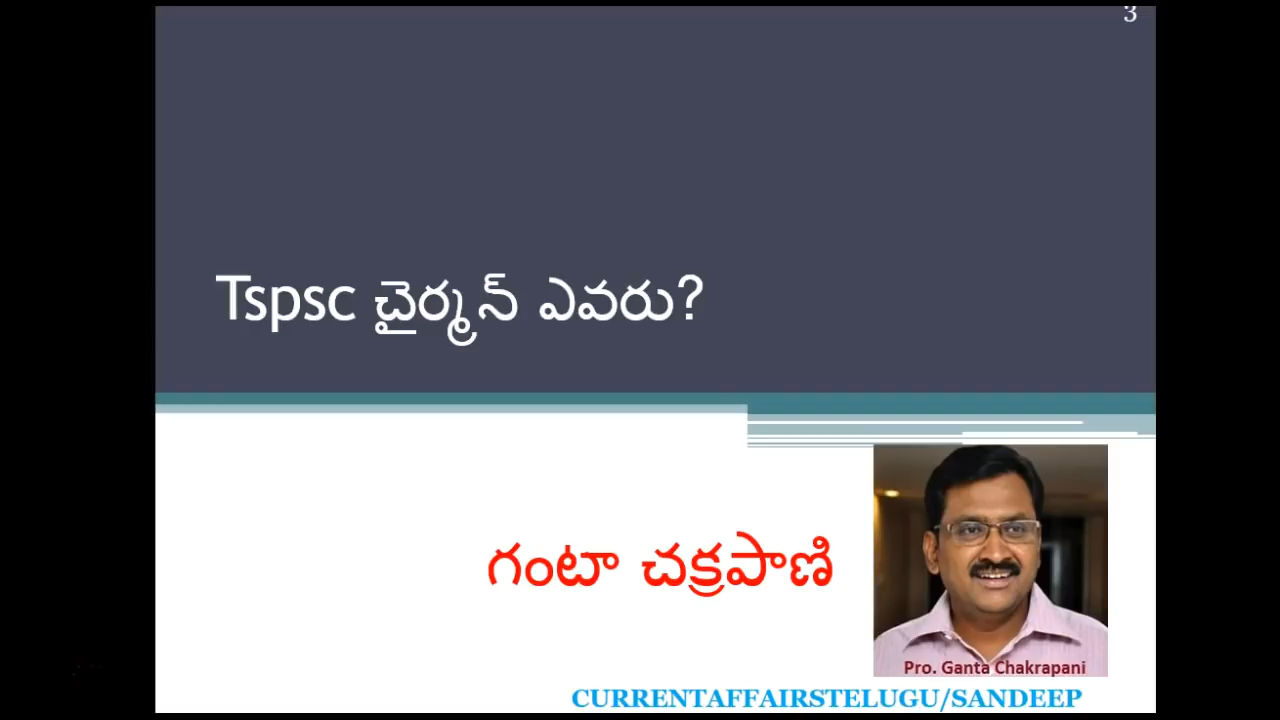 3
Tspsc చైర్మన్ ఎవరు?
గంటా చక్రపాణి
Pro. Ganta Chakrapani
CURRENTAFFAIRSTELUGU/SANDEEP